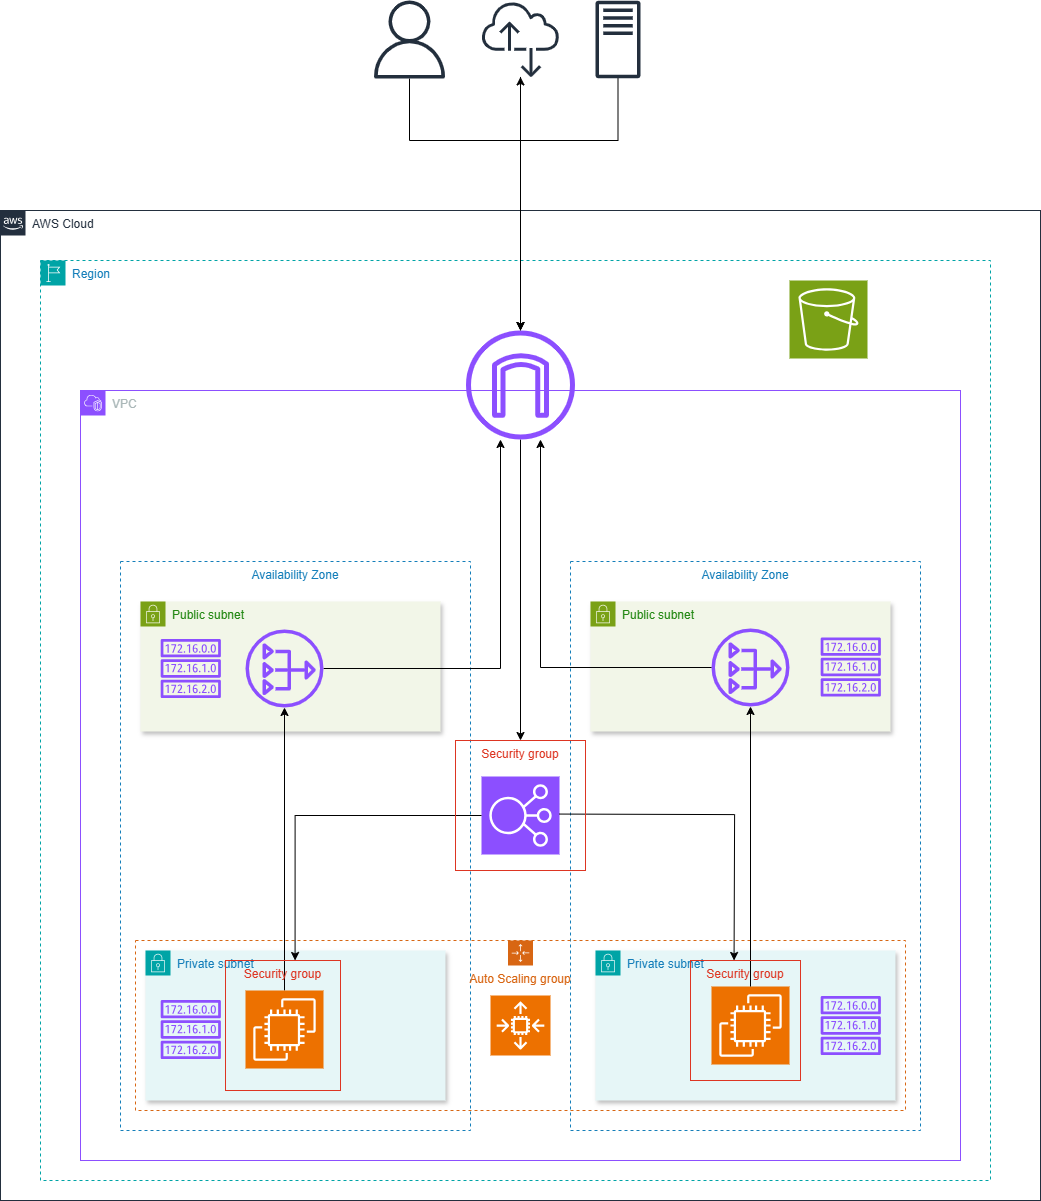 aws
AWS Cloud
Region
VPC
Availability Zone
Availability Zone
Public subnet
172.16.0.0
172.16.1.0
172.16.2.0
Public subnet
172.16.0.0
172.16.1.0
172.16.2.0
Security group
Private subnet
Security group
172.16.0.0
172.16.1.0
172.16.2.0
Auto Scaling group
Private subnet
Security group
172.16.0.0
172.16.1.0
172.16.2.0